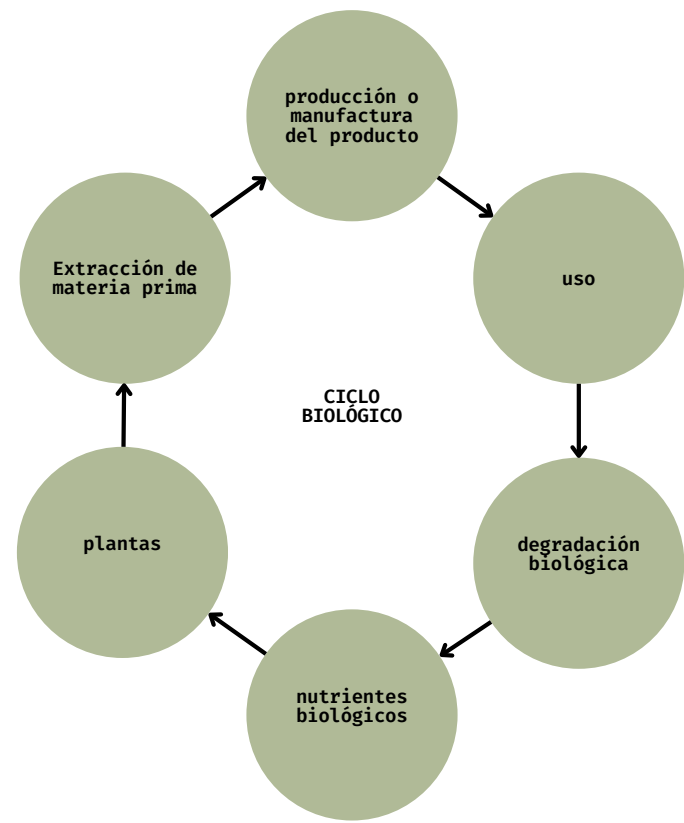 producción o
manufactura
del producto
uso
degradación
biológica
nutrientes
biológicos
plantas
Extracción de
materia prima
CICLO
BIOLÓGICO